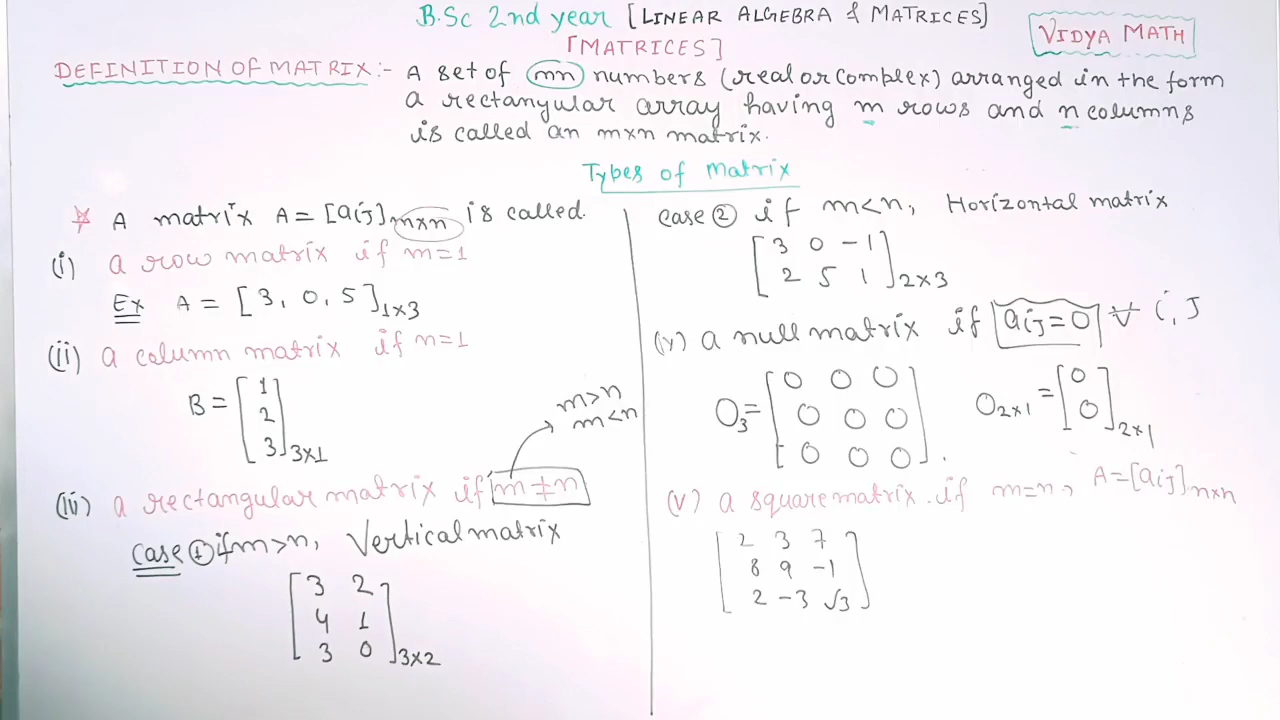 B.Sc 2nd year [LINEAR ALGEBRA & MATRICES]
[MATRICES]
VIDYA MATH
DEFINITION OF MATRIX:- A set of mn numbers (real or complex) arranged in the form
a rectangular array having m rows and n columns
is called an m×n matrix.
Types of Matrix
☆ A matrix A = [aij]m×n is called.
(i) a row matrix if m=1
Ex A = [3, 0, 5]1×3
(ii) a column matrix if n=1
B = [1
2
3]3×1
m>n
m<n
(iii) a rectangular matrix if m≠n
Case ① if m>n, Vertical matrix
[3 2
4 1
3 0]3×2
case ② if m<n, Horizontal matrix
[3 0 -1
2 5 1]2×3
(iv) a null matrix if aij=0 ∀ i, J
O3= [0 0 0
0 0 0
0 0 0].
O2×1 = [0
0]2×1
(v) a square matrix. if m=n, A=[aij]n×n
[2 3 7
8 9 -1
2 -3 √3]